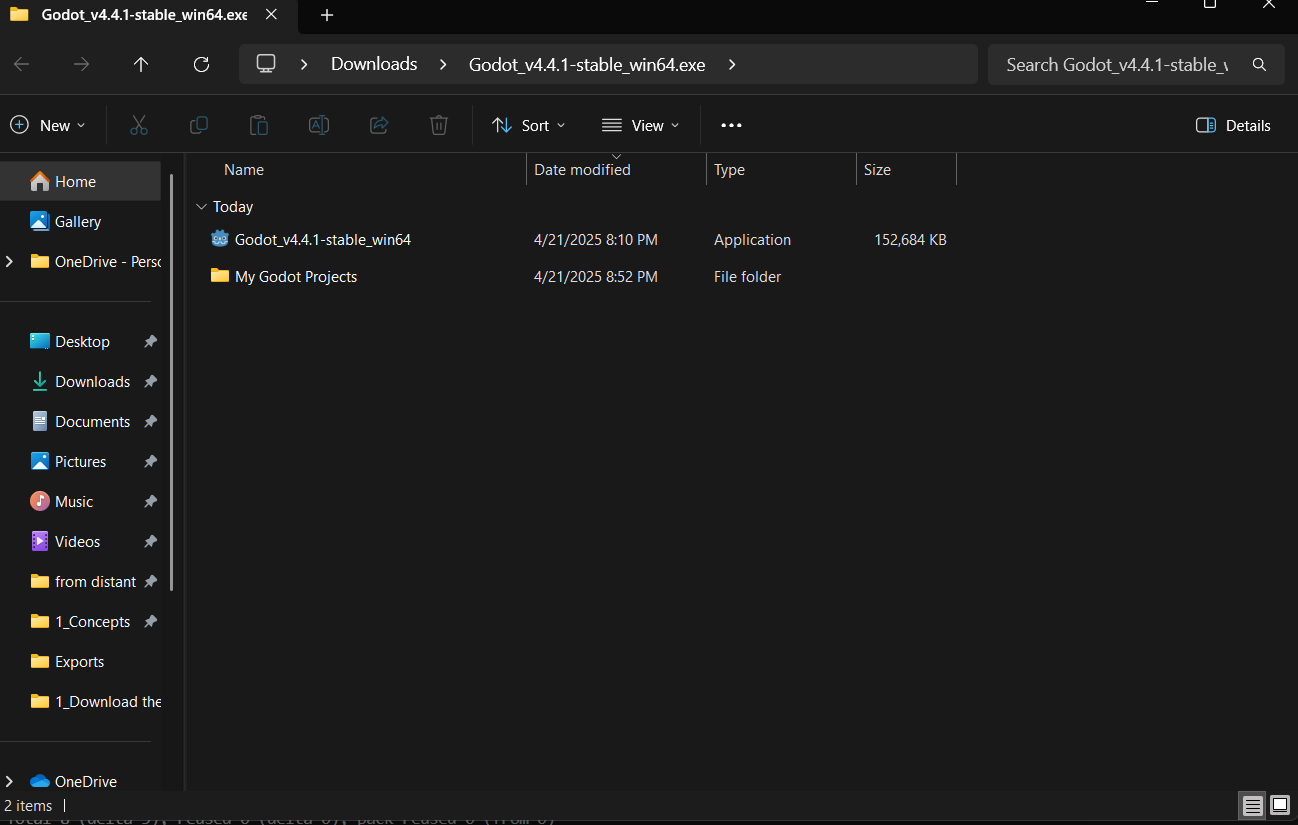 Godot_v4.4.1-stable_win64.exe
Downloads
Godot_v4.4.1-stable_win64.exe
Search Godot_v4.4.1-stable_
New
Sort
View
Details
Name Date modified Type Size
Today
Godot_v4.4.1-stable_win64 4/21/2025 8:10 PM Application 152,684 KB
My Godot Projects 4/21/2025 8:52 PM File folder
Home
Gallery
OneDrive - Perso
Desktop
Downloads
Documents
Pictures
Music
Videos
from distant
1_Concepts
Exports
1_Download the
OneDrive
2 items